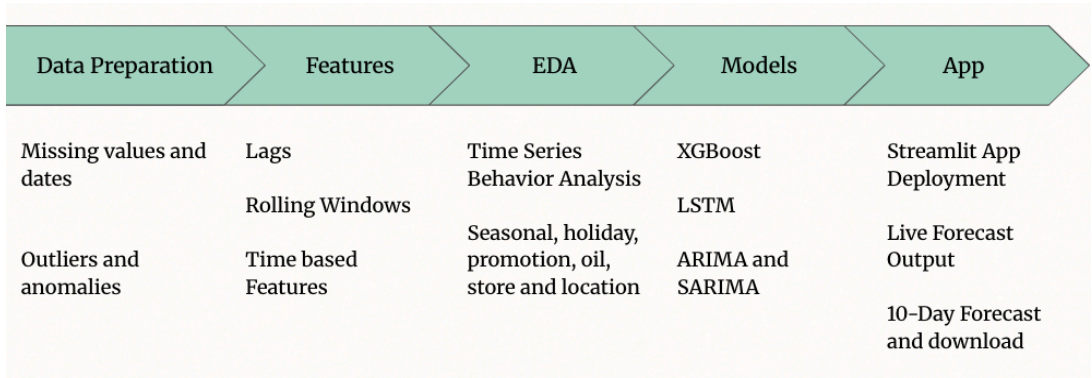 Data Preparation
Features
EDA
Models
App
Missing values and
dates
Outliers and
anomalies
Lags
Rolling Windows
Time based
Features
Time Series
Behavior Analysis
Seasonal, holiday,
promotion, oil,
store and location
XGBoost
LSTM
ARIMA and
SARIMA
Streamlit App
Deployment
Live Forecast
Output
10-Day Forecast
and download